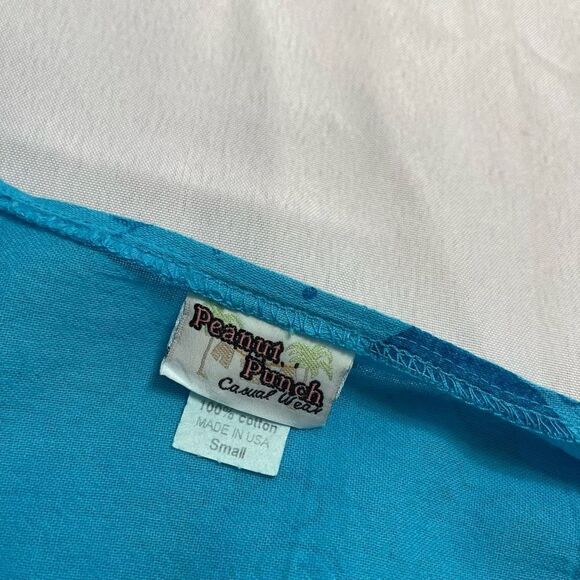 Peanut
Punch
Casual Wear
100% cotton
MADE IN USA
Small